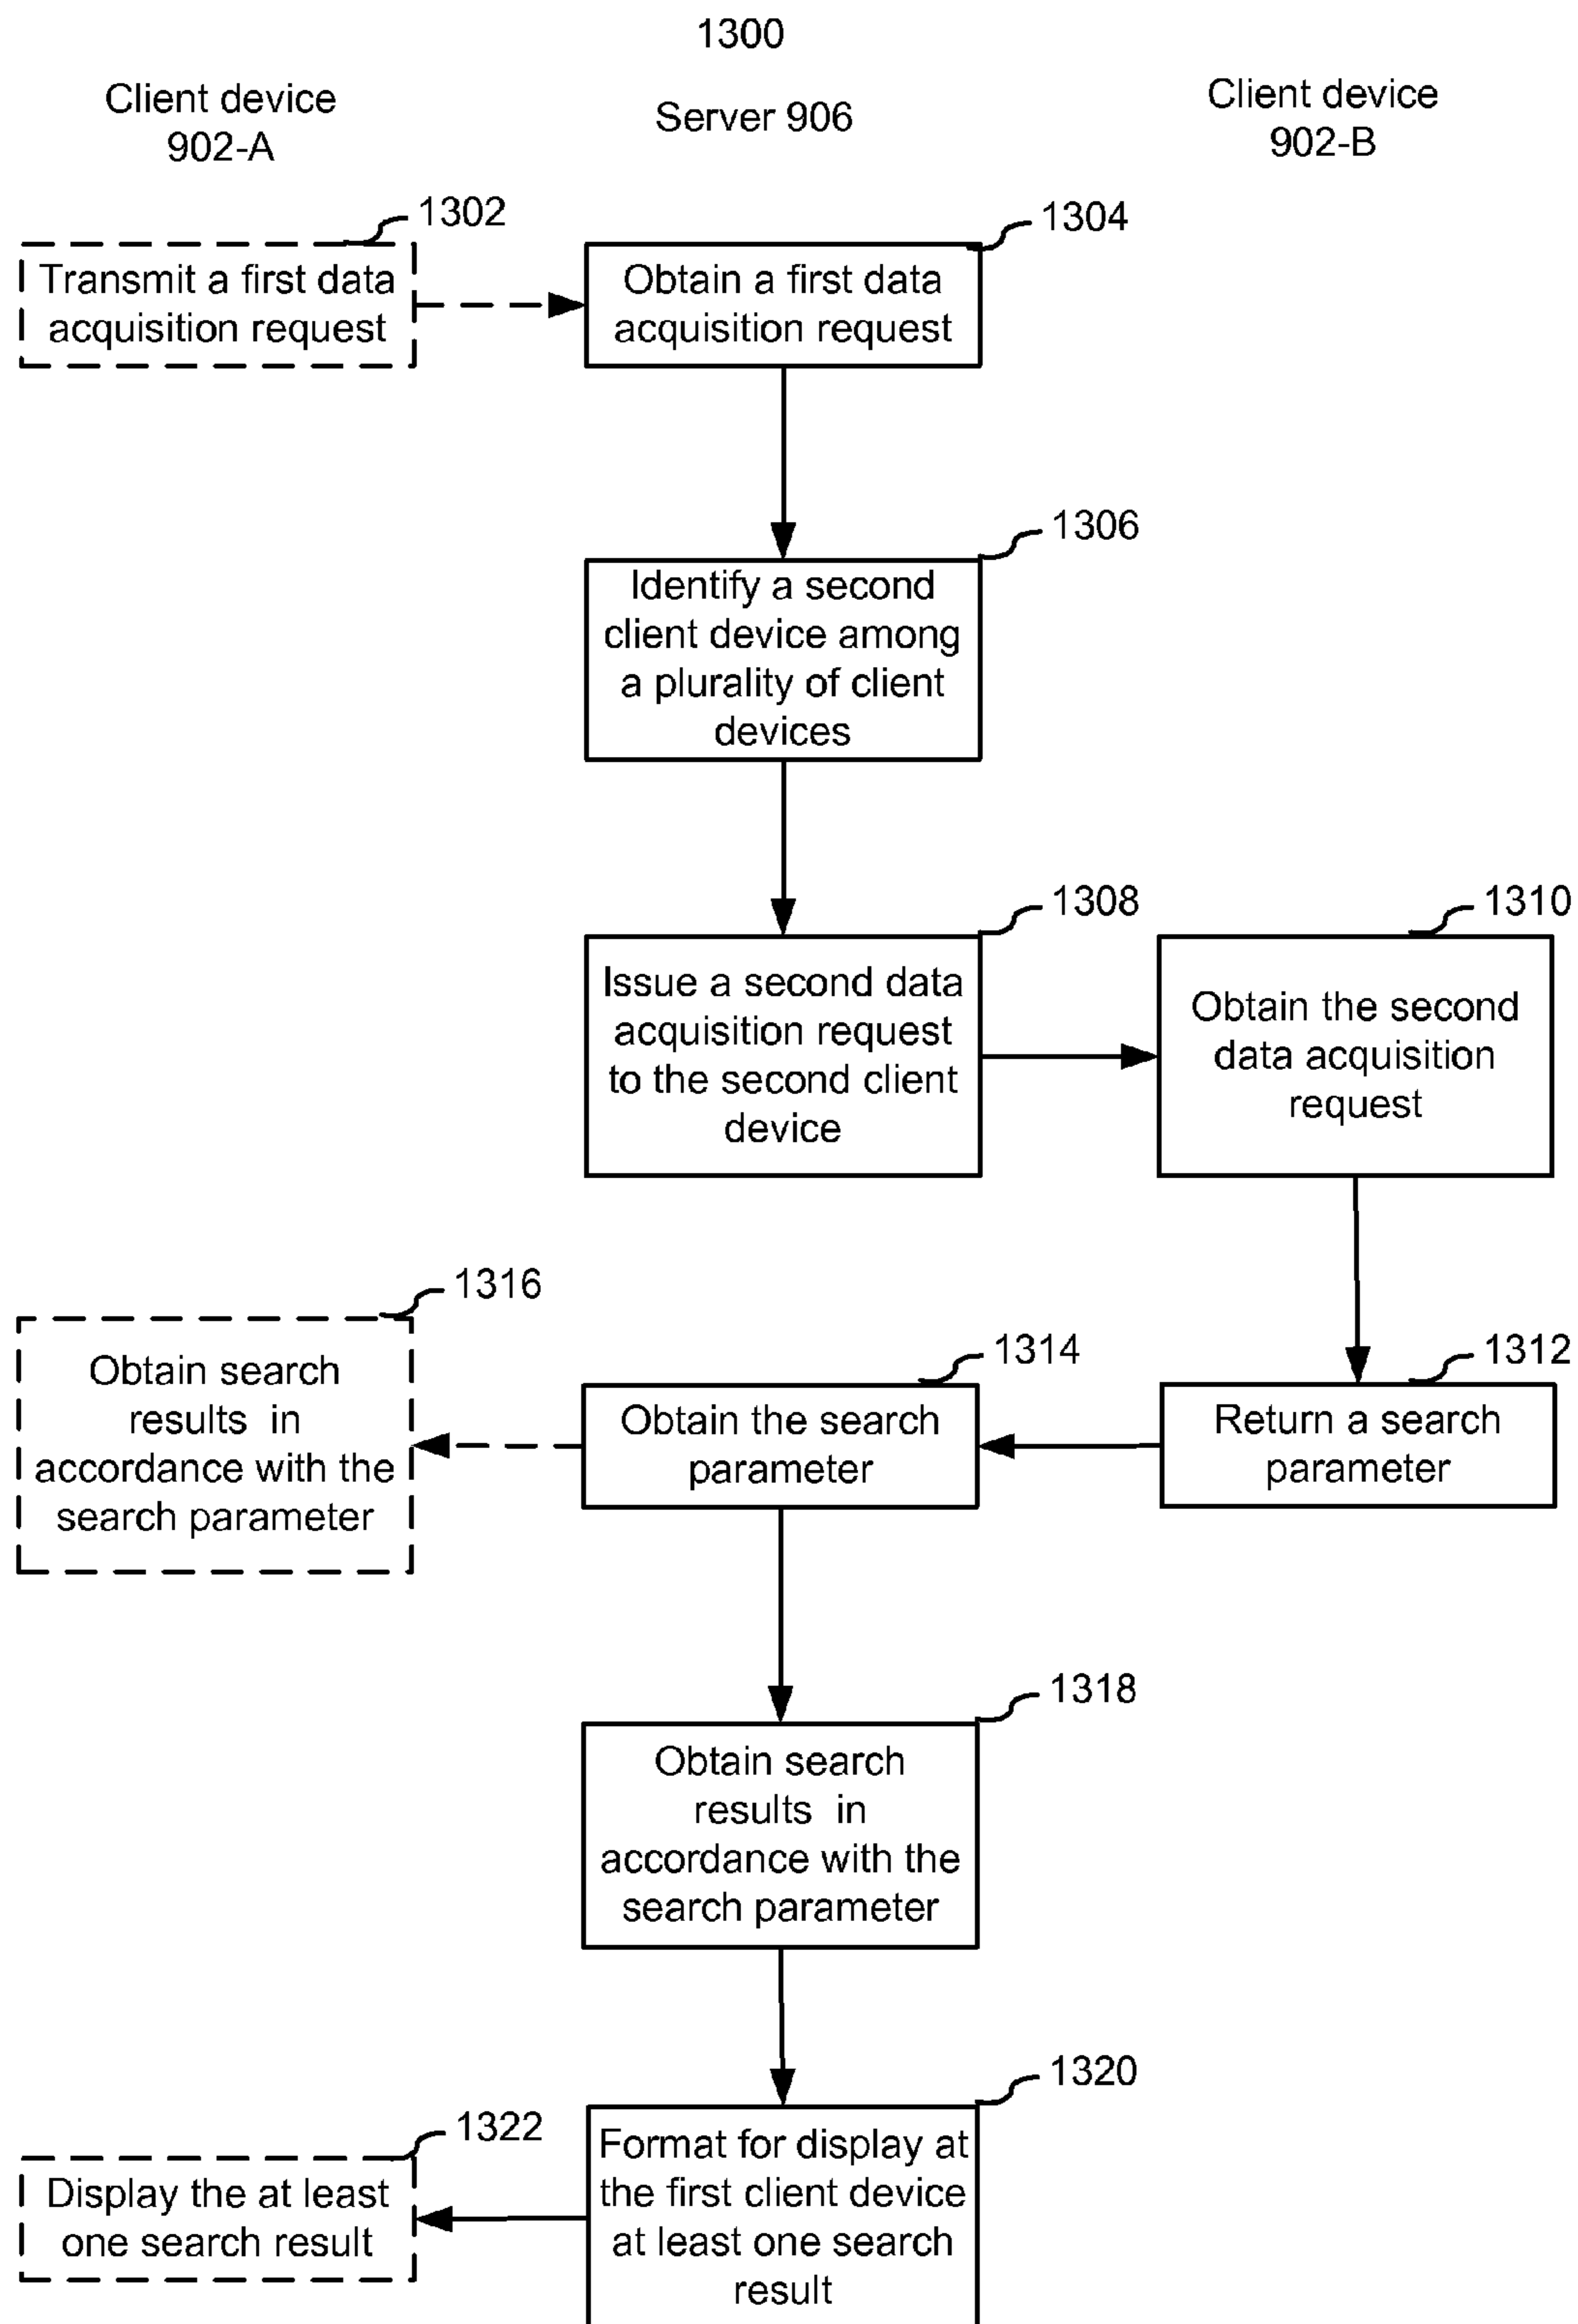 1300
Client device
902-A
Server 906
Client device
902-B
1302
Transmit a first data
acquisition request
1304
Obtain a first data
acquisition request
1306
Identify a second
client device among
a plurality of client
devices
1308
Issue a second data
acquisition request
to the second client
device
1310
Obtain the second
data acquisition
request
1316
Obtain search
results in
accordance with the
search parameter
1314
Obtain the search
parameter
1312
Return a search
parameter
1318
Obtain search
results in
accordance with the
search parameter
1320
Format for display at
the first client device
at least one search
result
1322
Display the at least
one search result